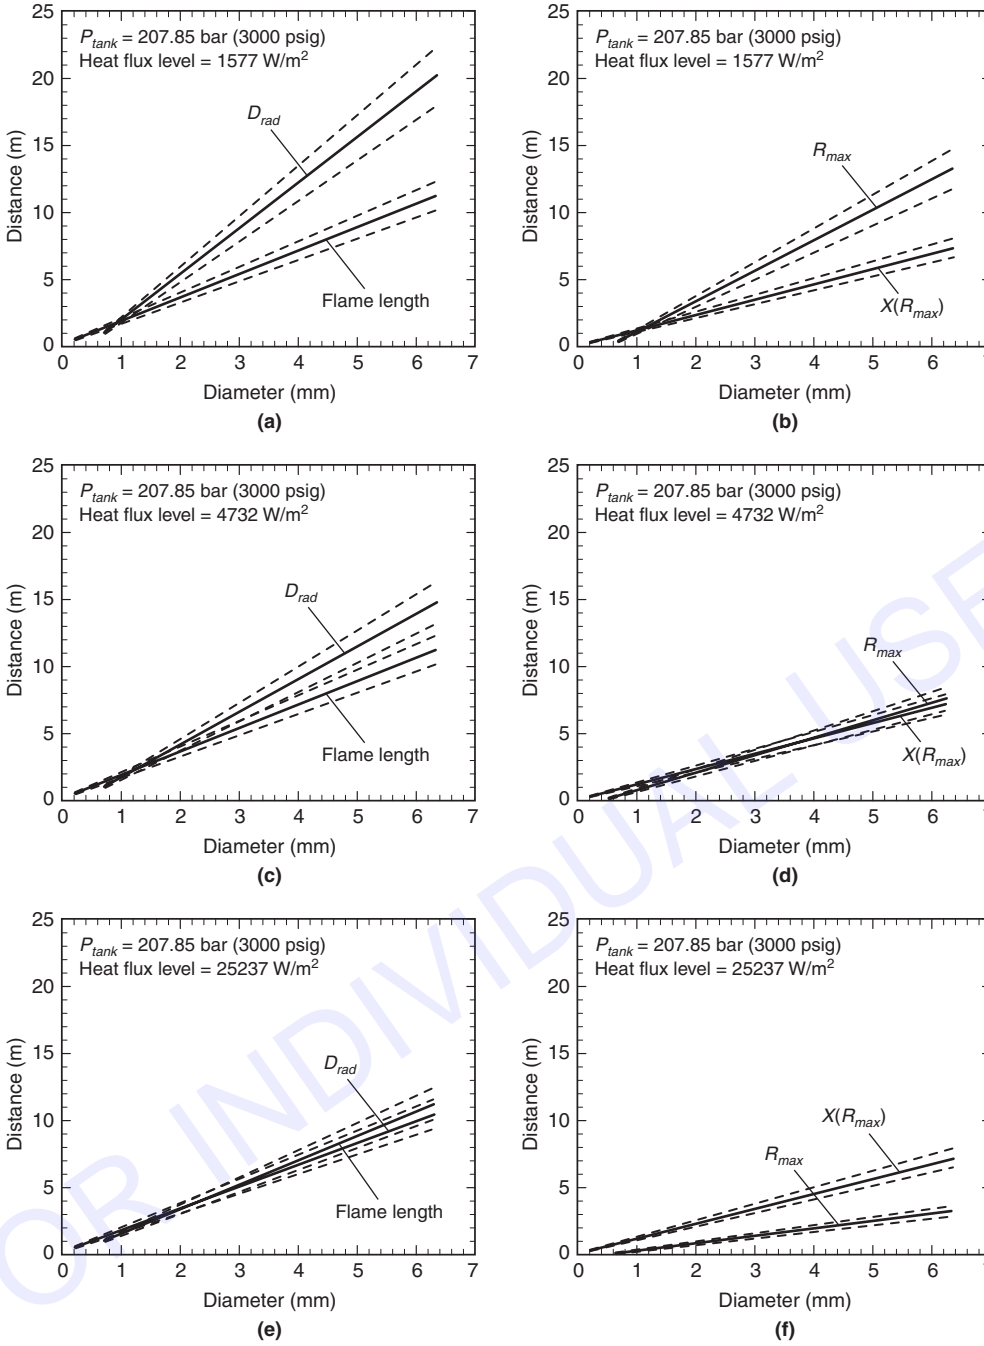 P_tank = 207.85 bar (3000 psig)
Heat flux level = 1577 W/m²
25
20
15
10
5
0
Distance (m)
D_rad
Flame length
0 1 2 3 4 5 6 7
Diameter (mm)
(a)
P_tank = 207.85 bar (3000 psig)
Heat flux level = 1577 W/m²
25
20
15
10
5
0
Distance (m)
R_max
X(R_max)
0 1 2 3 4 5 6
Diameter (mm)
(b)
P_tank = 207.85 bar (3000 psig)
Heat flux level = 4732 W/m²
25
20
15
10
5
0
Distance (m)
D_rad
Flame length
0 1 2 3 4 5 6 7
Diameter (mm)
(c)
P_tank = 207.85 bar (3000 psig)
Heat flux level = 4732 W/m²
25
20
15
10
5
0
Distance (m)
R_max
X(R_max)
0 1 2 3 4 5 6
Diameter (mm)
(d)
P_tank = 207.85 bar (3000 psig)
Heat flux level = 25237 W/m²
25
20
15
10
5
0
Distance (m)
D_rad
Flame length
0 1 2 3 4 5 6 7
Diameter (mm)
(e)
P_tank = 207.85 bar (3000 psig)
Heat flux level = 25237 W/m²
25
20
15
10
5
0
Distance (m)
X(R_max)
R_max
0 1 2 3 4 5 6
Diameter (mm)
(f)
OR INDIVIDUAL USE